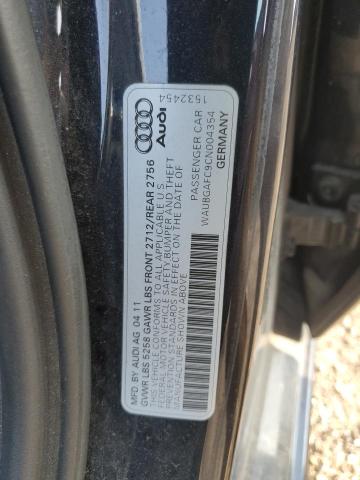 1532454
Audi
MFD BY AUDI AG 04.11
GVWR LBS 5258 GAWR LBS FRONT 2712/REAR 2756
THIS VEHICLE CONFORMS TO ALL APPLICABLE U.S
FEDERAL MOTOR VEHICLE SAFETY BUMPER AND THEFT
PREVENTION STANDARDS IN EFFECT ON THE DATE OF
MANUFACTURE SHOWN ABOVE
PASSENGER CAR
WAUBGAFC9CN004354
GERMANY